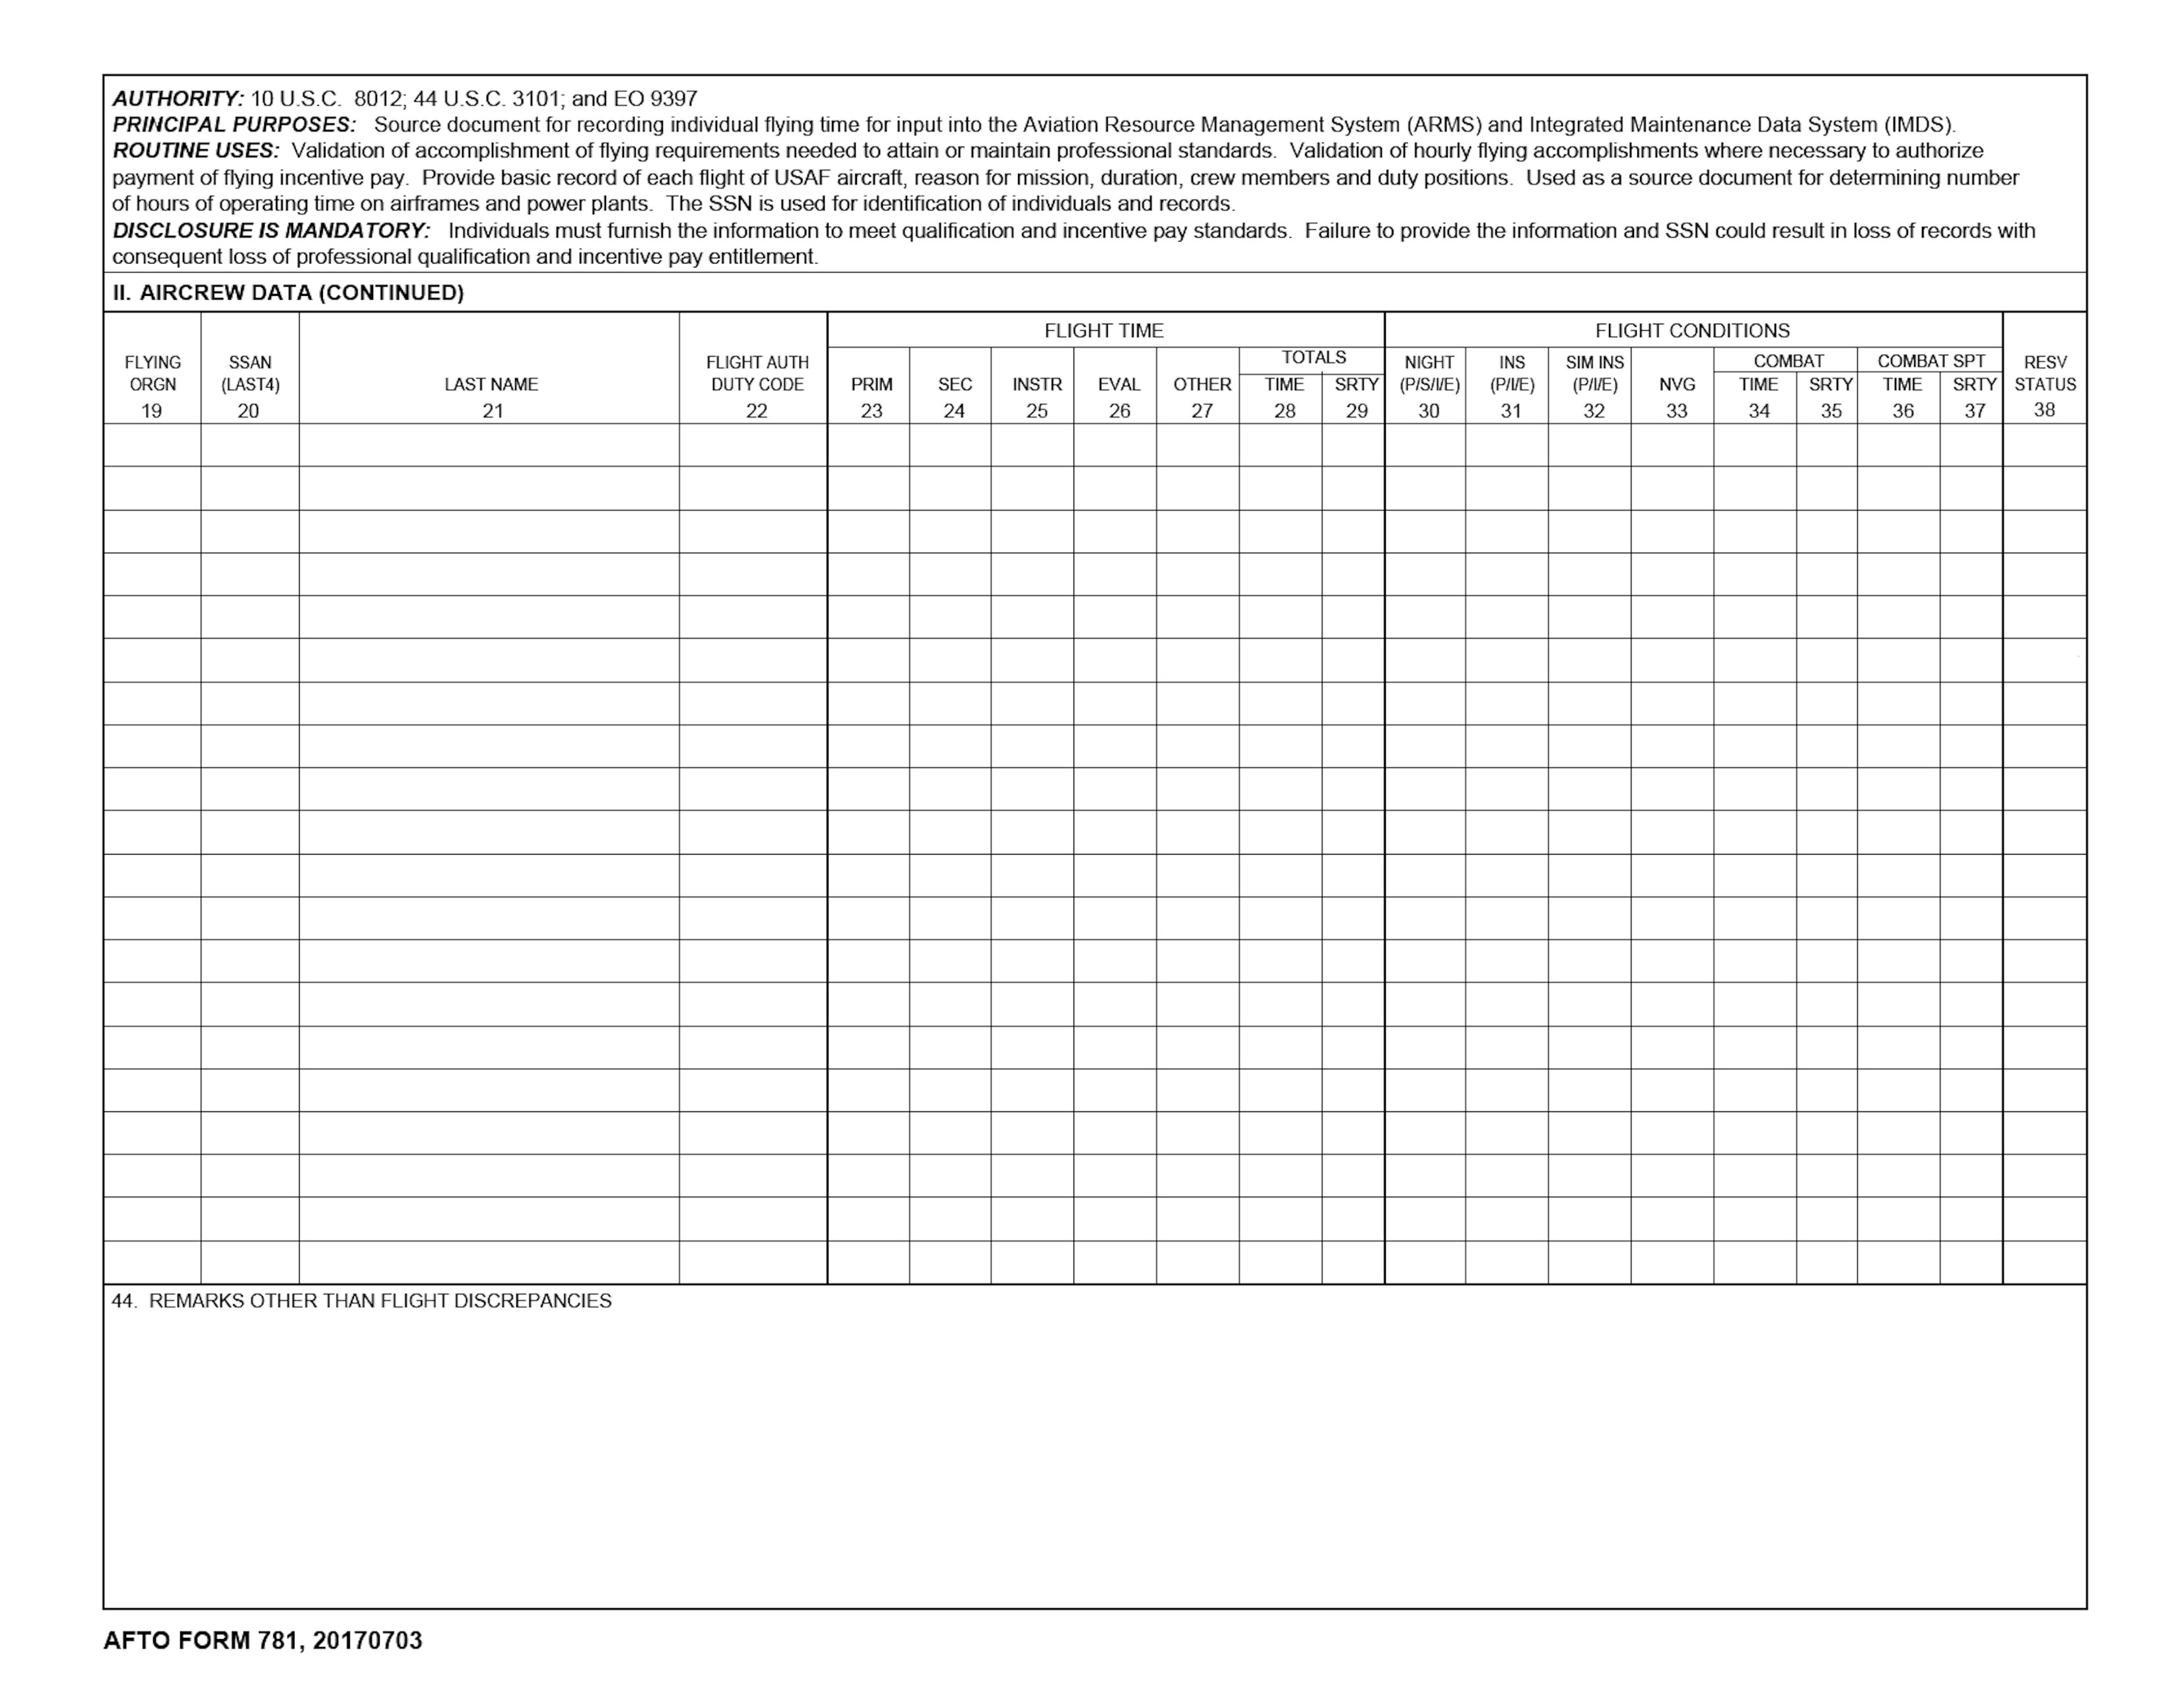 AUTHORITY: 10 U.S.C. 8012; 44 U.S.C. 3101; and EO 9397
PRINCIPAL PURPOSES: Source document for recording individual flying time for input into the Aviation Resource Management System (ARMS) and Integrated Maintenance Data System (IMDS).
ROUTINE USES: Validation of accomplishment of flying requirements needed to attain or maintain professional standards. Validation of hourly flying accomplishments where necessary to authorize
payment of flying incentive pay. Provide basic record of each flight of USAF aircraft, reason for mission, duration, crew members and duty positions. Used as a source document for determining number
of hours of operating time on airframes and power plants. The SSN is used for identification of individuals and records.
DISCLOSURE IS MANDATORY: Individuals must furnish the information to meet qualification and incentive pay standards. Failure to provide the information and SSN could result in loss of records with
consequent loss of professional qualification and incentive pay entitlement.
II. AIRCREW DATA (CONTINUED)
FLIGHT TIME FLIGHT CONDITIONS
FLYING SSAN FLIGHT AUTH TOTALS NIGHT INS SIM INS COMBAT COMBAT SPT RESV
ORGN (LAST4) LAST NAME DUTY CODE PRIM SEC INSTR EVAL OTHER TIME SRTY (P/S/I/E) (P/I/E) (P/I/E) NVG TIME SRTY TIME SRTY STATUS
19 20 21 22 23 24 25 26 27 28 29 30 31 32 33 34 35 36 37 38
44. REMARKS OTHER THAN FLIGHT DISCREPANCIES
AFTO FORM 781, 20170703